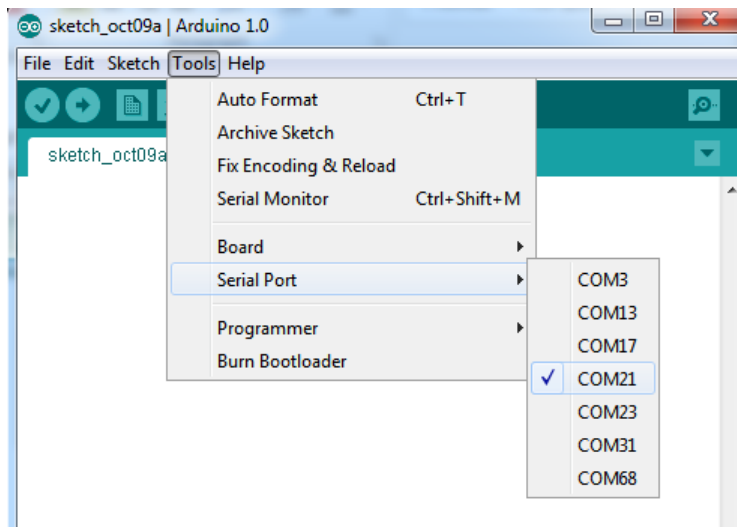 sketch_oct09a | Arduino 1.0
File Edit Sketch Tools Help
sketch_oct09a
Auto Format Ctrl+T
Archive Sketch
Fix Encoding & Reload
Serial Monitor Ctrl+Shift+M
Board
Serial Port
Programmer
Burn Bootloader
COM3
COM13
COM17
COM21
COM23
COM31
COM68